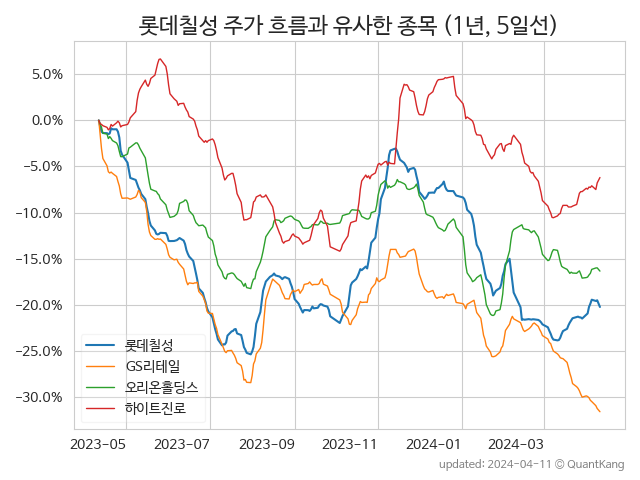 롯데칠성 주가 흐름과 유사한 종목 (1년, 5일선)
5.0%
0.0%
−5.0%
−10.0%
−15.0%
−20.0%
−25.0%
−30.0%
롯데칠성
GS리테일
오리온홀딩스
하이트진로
2023−05
2023−07
2023−09
2023−11
2024−01
2024−03
updated: 2024-04-11 © QuantKang